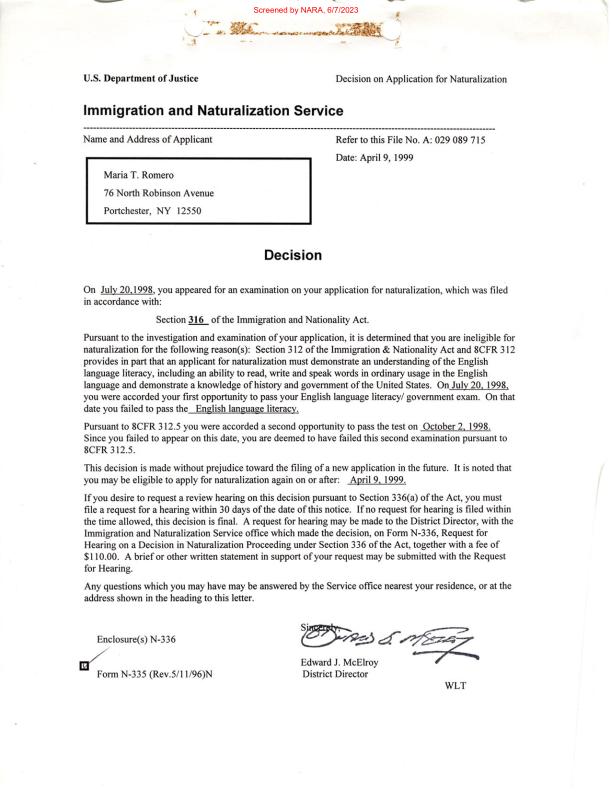 Screened by NARA, 6/7/2023
U.S. Department of Justice
Decision on Application for Naturalization
Immigration and Naturalization Service
Name and Address of Applicant
Refer to this File No. A: 029 089 715
Date: April 9, 1999
Maria T. Romero
76 North Robinson Avenue
Portchester, NY 12550
Decision
On July 20,1998, you appeared for an examination on your application for naturalization, which was filed
in accordance with:
Section 316 of the Immigration and Nationality Act.
Pursuant to the investigation and examination of your application, it is determined that you are ineligible for
naturalization for the following reason(s): Section 312 of the Immigration & Nationality Act and 8CFR 312
provides in part that an applicant for naturalization must demonstrate an understanding of the English
language literacy, including an ability to read, write and speak words in ordinary usage in the English
language and demonstrate a knowledge of history and government of the United States. On July 20, 1998,
you were accorded your first opportunity to pass your English language literacy/ government exam. On that
date you failed to pass the English language literacy.
Pursuant to 8CFR 312.5 you were accorded a second opportunity to pass the test on October 2, 1998.
Since you failed to appear on this date, you are deemed to have failed this second examination pursuant to
8CFR 312.5.
This decision is made without prejudice toward the filing of a new application in the future. It is noted that
you may be eligible to apply for naturalization again on or after: April 9, 1999.
If you desire to request a review hearing on this decision pursuant to Section 336(a) of the Act, you must
file a request for a hearing within 30 days of the date of this notice. If no request for hearing is filed within
the time allowed, this decision is final. A request for hearing may be made to the District Director, with the
Immigration and Naturalization Service office which made the decision, on Form N-336, Request for
Hearing on a Decision in Naturalization Proceeding under Section 336 of the Act, together with a fee of
$110.00. A brief or other written statement in support of your request may be submitted with the Request
for Hearing.
Any questions which you may have may be answered by the Service office nearest your residence, or at the
address shown in the heading to this letter.
Sincerely,
Enclosure(s) N-336
Edward J. McElroy
Form N-335 (Rev.5/11/96)N
District Director
WLT